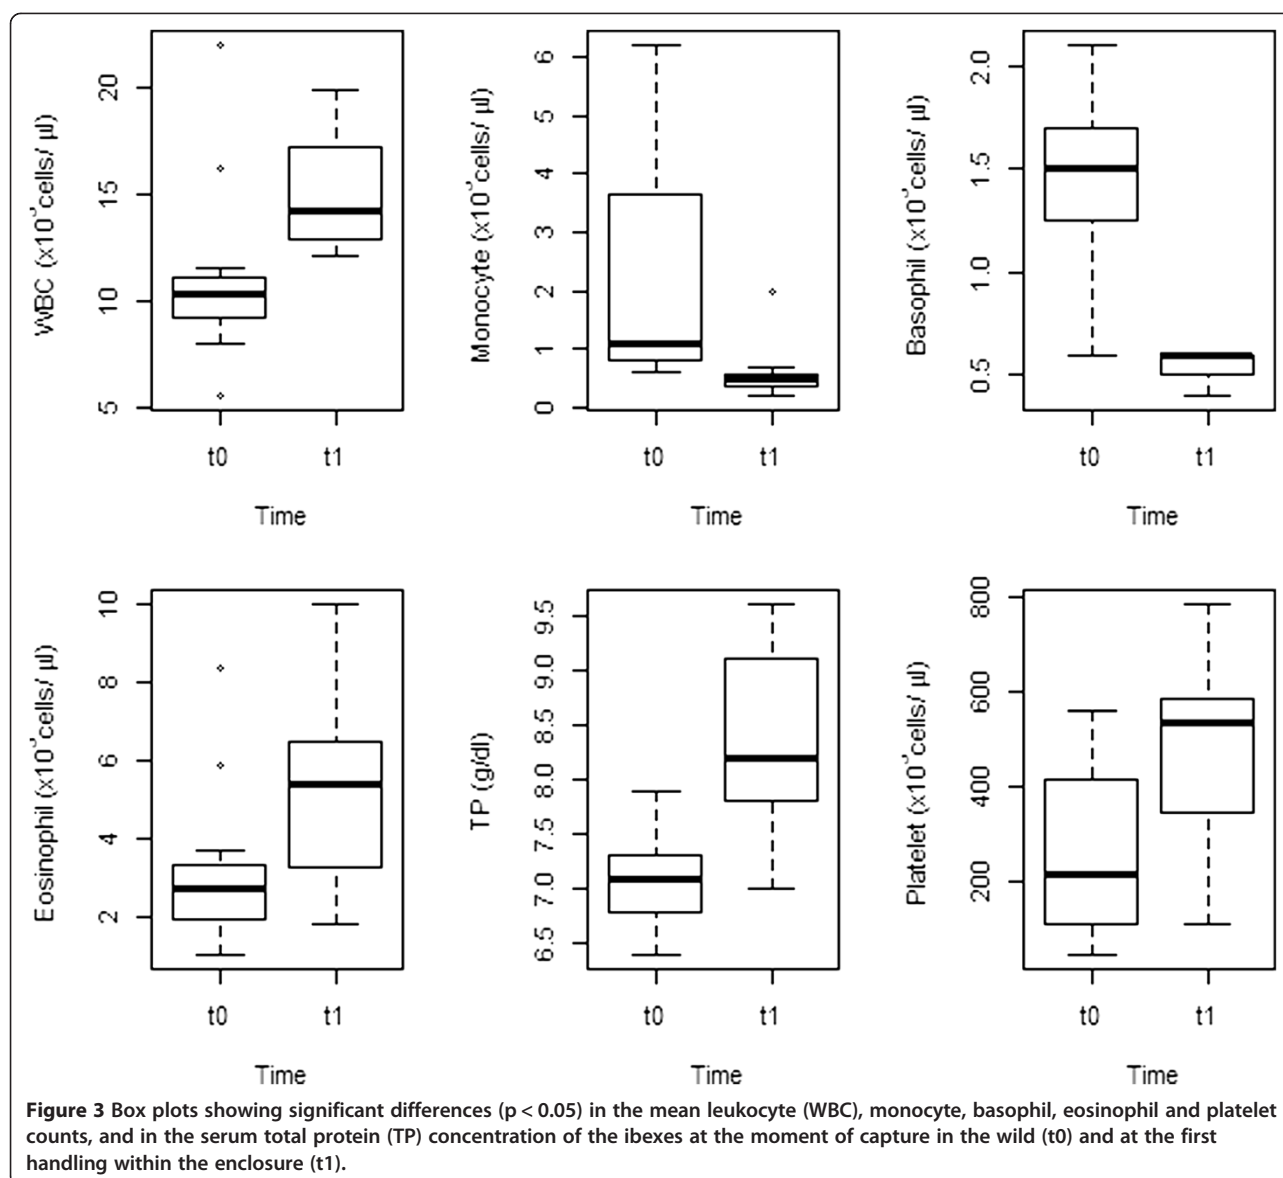 WBC (x10³cells/ µl)
5 10 15 20
t0 t1
Time
Monocyte (x10³cells/ µl)
0 1 2 3 4 5 6
t0 t1
Time
Basophil (x10³cells/ µl)
0.5 1.0 1.5 2.0
t0 t1
Time
Eosinophil (x10³cells/ µl)
2 4 6 8 10
t0 t1
Time
TP (g/dl)
6.5 7.0 7.5 8.0 8.5 9.0 9.5
t0 t1
Time
Platelet (x10³cells/ µl)
200 400 600 800
t0 t1
Time
Figure 3 Box plots showing significant differences (p < 0.05) in the mean leukocyte (WBC), monocyte, basophil, eosinophil and platelet
counts, and in the serum total protein (TP) concentration of the ibexes at the moment of capture in the wild (t0) and at the first
handling within the enclosure (t1).